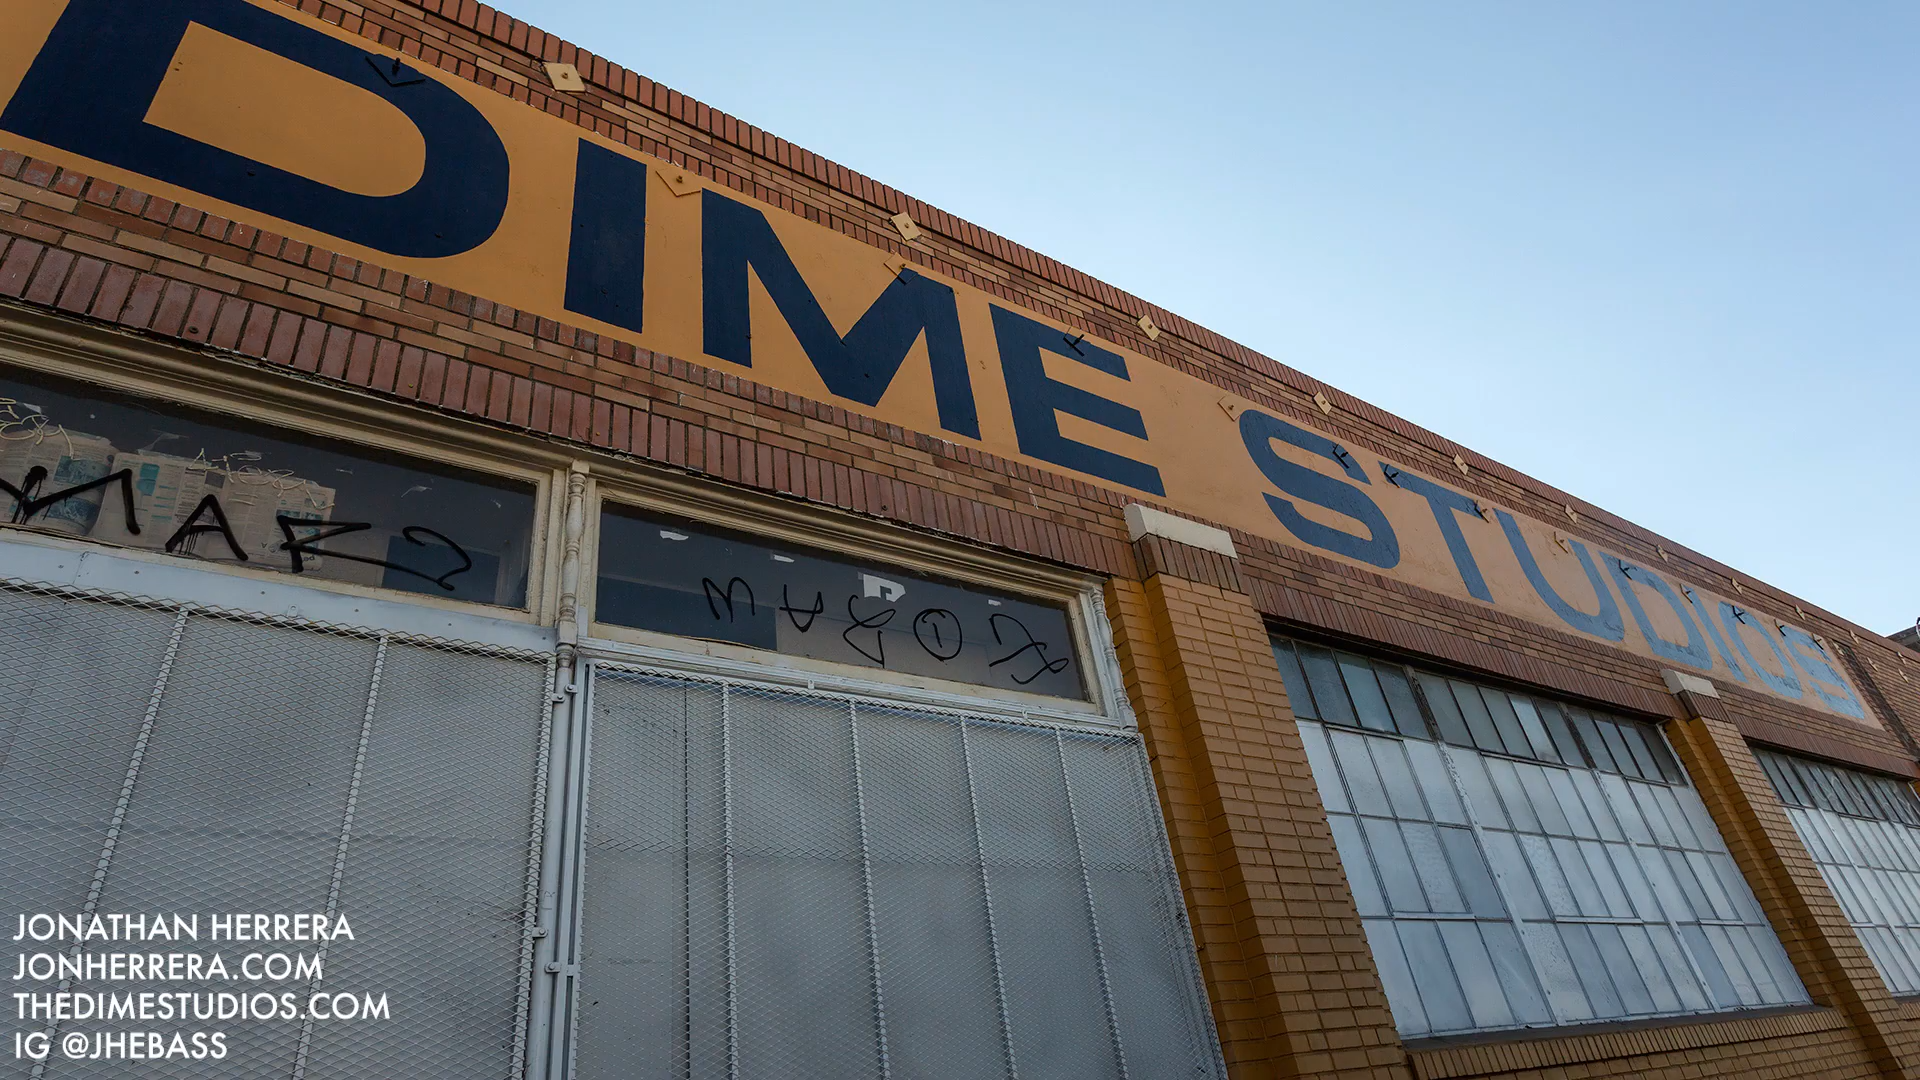 DIME STUDIOS
JONATHAN HERRERA
JONHERRERA.COM
THEDIMESTUDIOS.COM
IG @JHEBASS